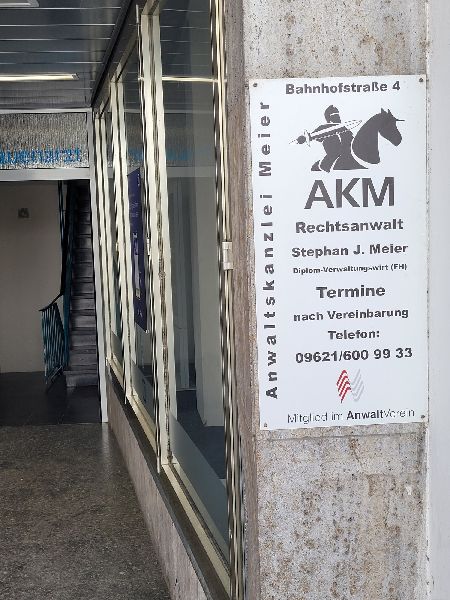 Bahnhofstraße 4
Anwaltskanzlei Meier
AKM
Rechtsanwalt
Stephan J. Meier
Diplom-Verwaltungswirt (FH)
Termine
nach Vereinbarung
Telefon:
09621/600 99 33
Mitglied im AnwaltVerein